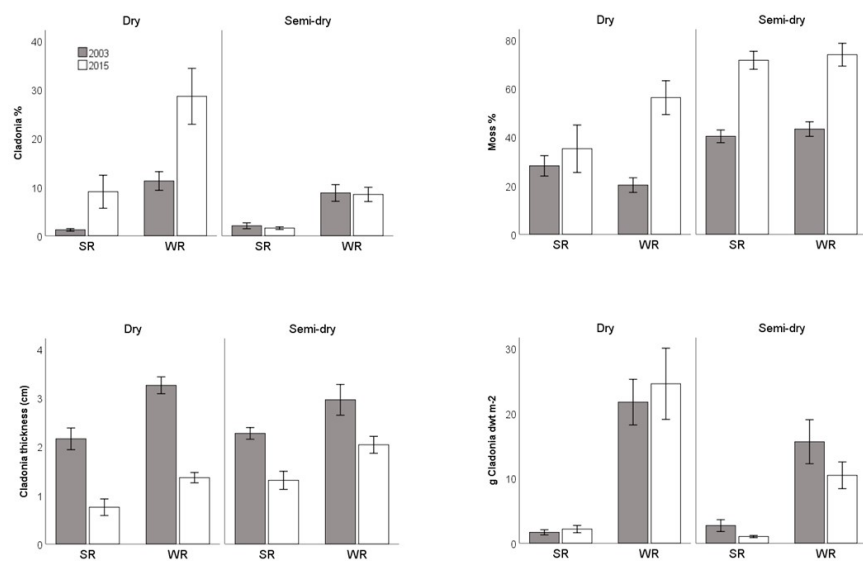 Dry Semi-dry
40
30
20
10
0
Cladonia %
2003
2015
SR WR SR WR
Dry Semi-dry
80
60
40
20
0
Moss %
SR WR SR WR
Dry Semi-dry
4
3
2
1
0
Cladonia thickness (cm)
SR WR SR WR
Dry Semi-dry
30
20
10
0
g Cladonia dwt m-2
SR WR SR WR